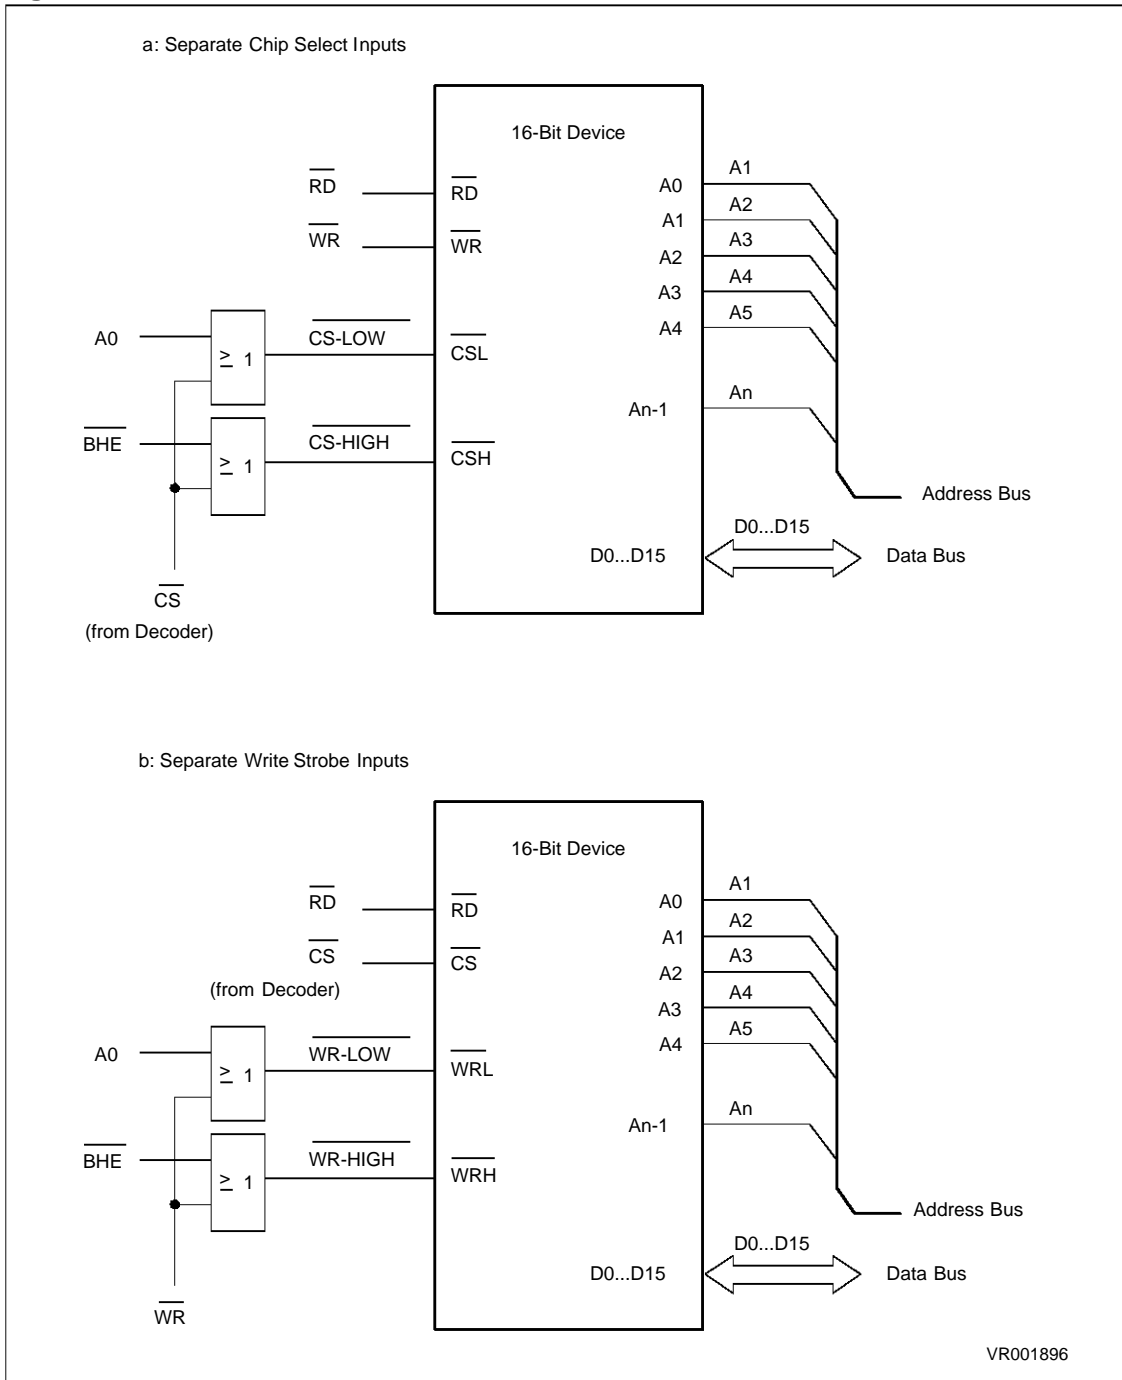 a: Separate Chip Select Inputs
16-Bit Device
RD
RD
WR
WR
A0
≥ 1
CS-LOW
CSL
BHE
≥ 1
CS-HIGH
CSH
CS
(from Decoder)
A0
A1
A1
A2
A2
A3
A3
A4
A4
A5
An-1
An
Address Bus
D0...D15
D0...D15
Data Bus
b: Separate Write Strobe Inputs
16-Bit Device
RD
RD
CS
CS
(from Decoder)
A0
≥ 1
WR-LOW
WRL
BHE
≥ 1
WR-HIGH
WRH
WR
A0
A1
A1
A2
A2
A3
A3
A4
A4
A5
An-1
An
Address Bus
D0...D15
D0...D15
Data Bus
VR001896